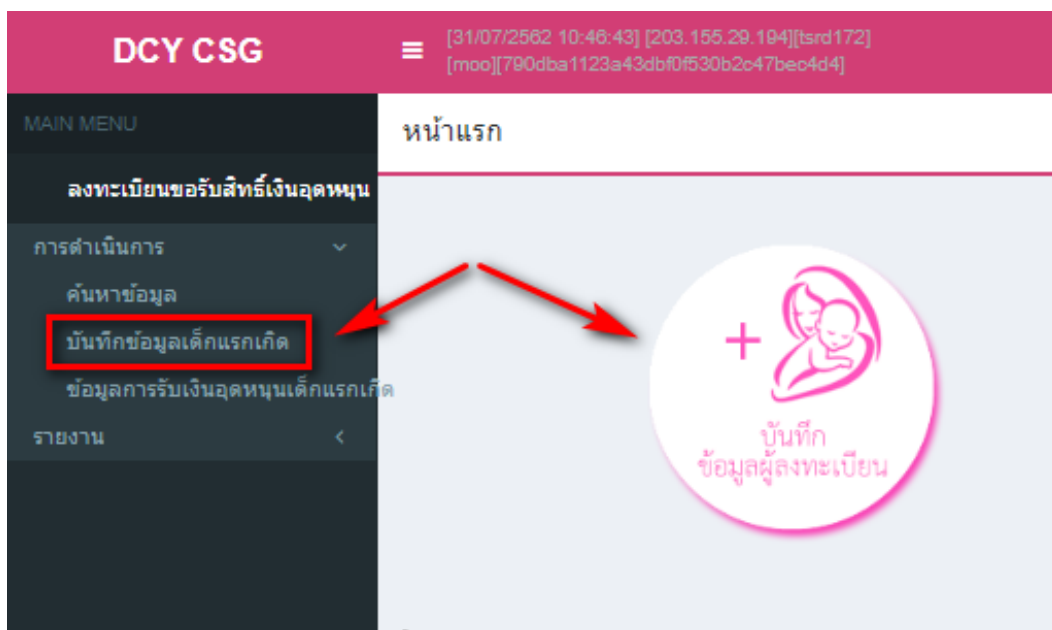 DCY CSG
[31/07/2562 10:46:43] [203.155.29.194][tsrd172]
[moo][790dba1123a43dbf0f530b2c47bec4d4]
MAIN MENU
หน้าแรก
ลงทะเบียนขอรับสิทธิ์เงินอุดหนุน
การดำเนินการ
ค้นหาข้อมูล
บันทึกข้อมูลเด็กแรกเกิด
ข้อมูลการรับเงินอุดหนุนเด็กแรกเกิด
รายงาน
+
บันทึก
ข้อมูลผู้ลงทะเบียน